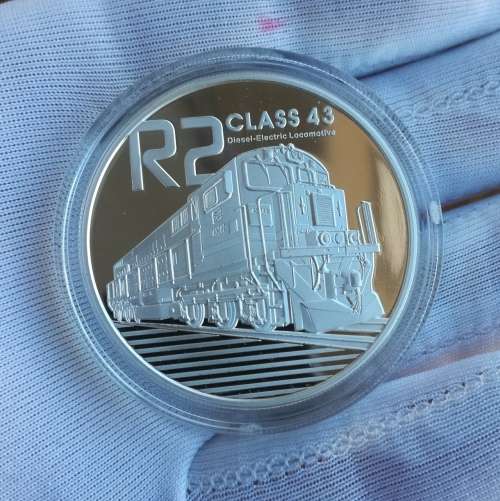 R2
CLASS 43
Diesel-Electric Locomotive